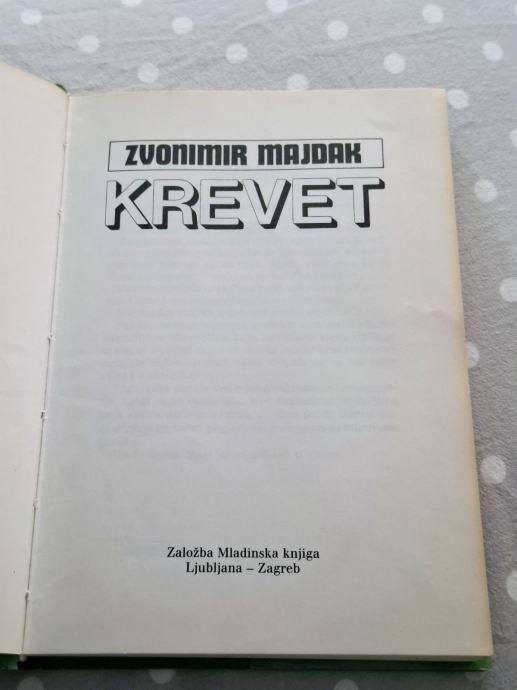 ZVONIMIR MAJDAK
KREVET
Založba Mladinska knjiga
Ljubljana – Zagreb